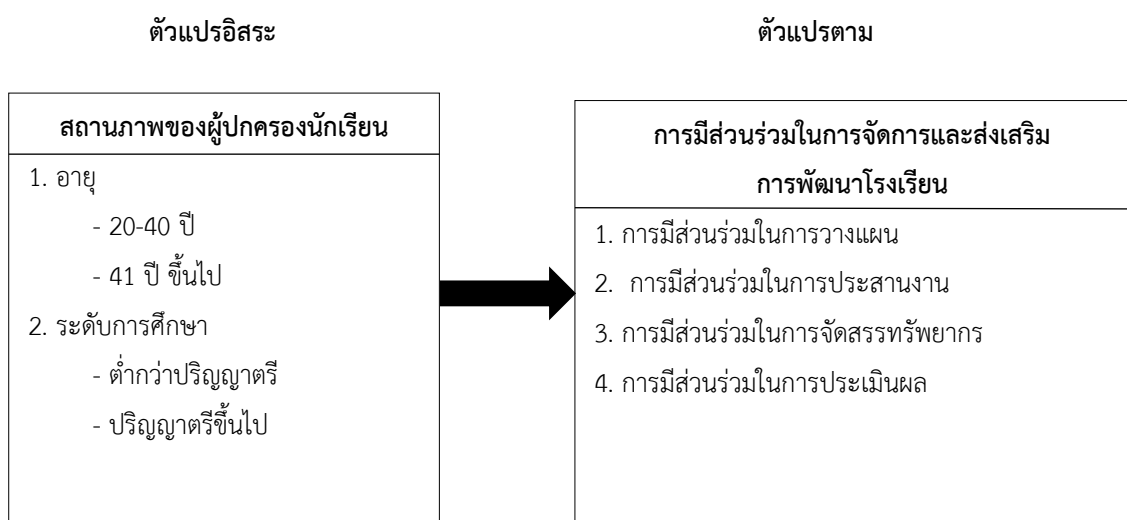 ตัวแปรอิสระ
ตัวแปรตาม
สถานภาพของผู้ปกครองนักเรียน
1. อายุ
- 20-40 ปี
- 41 ปี ขึ้นไป
2. ระดับการศึกษา
- ต่ำกว่าปริญญาตรี
- ปริญญาตรีขึ้นไป
การมีส่วนร่วมในการจัดการและส่งเสริม
การพัฒนาโรงเรียน
1. การมีส่วนร่วมในการวางแผน
2. การมีส่วนร่วมในการประสานงาน
3. การมีส่วนร่วมในการจัดสรรทรัพยากร
4. การมีส่วนร่วมในการประเมินผล